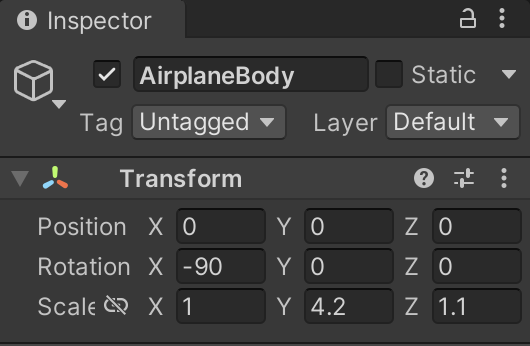 Inspector
AirplaneBody Static
Tag Untagged Layer Default
Transform
Position X 0 Y 0 Z 0
Rotation X -90 Y 0 Z 0
Scale X 1 Y 4.2 Z 1.1